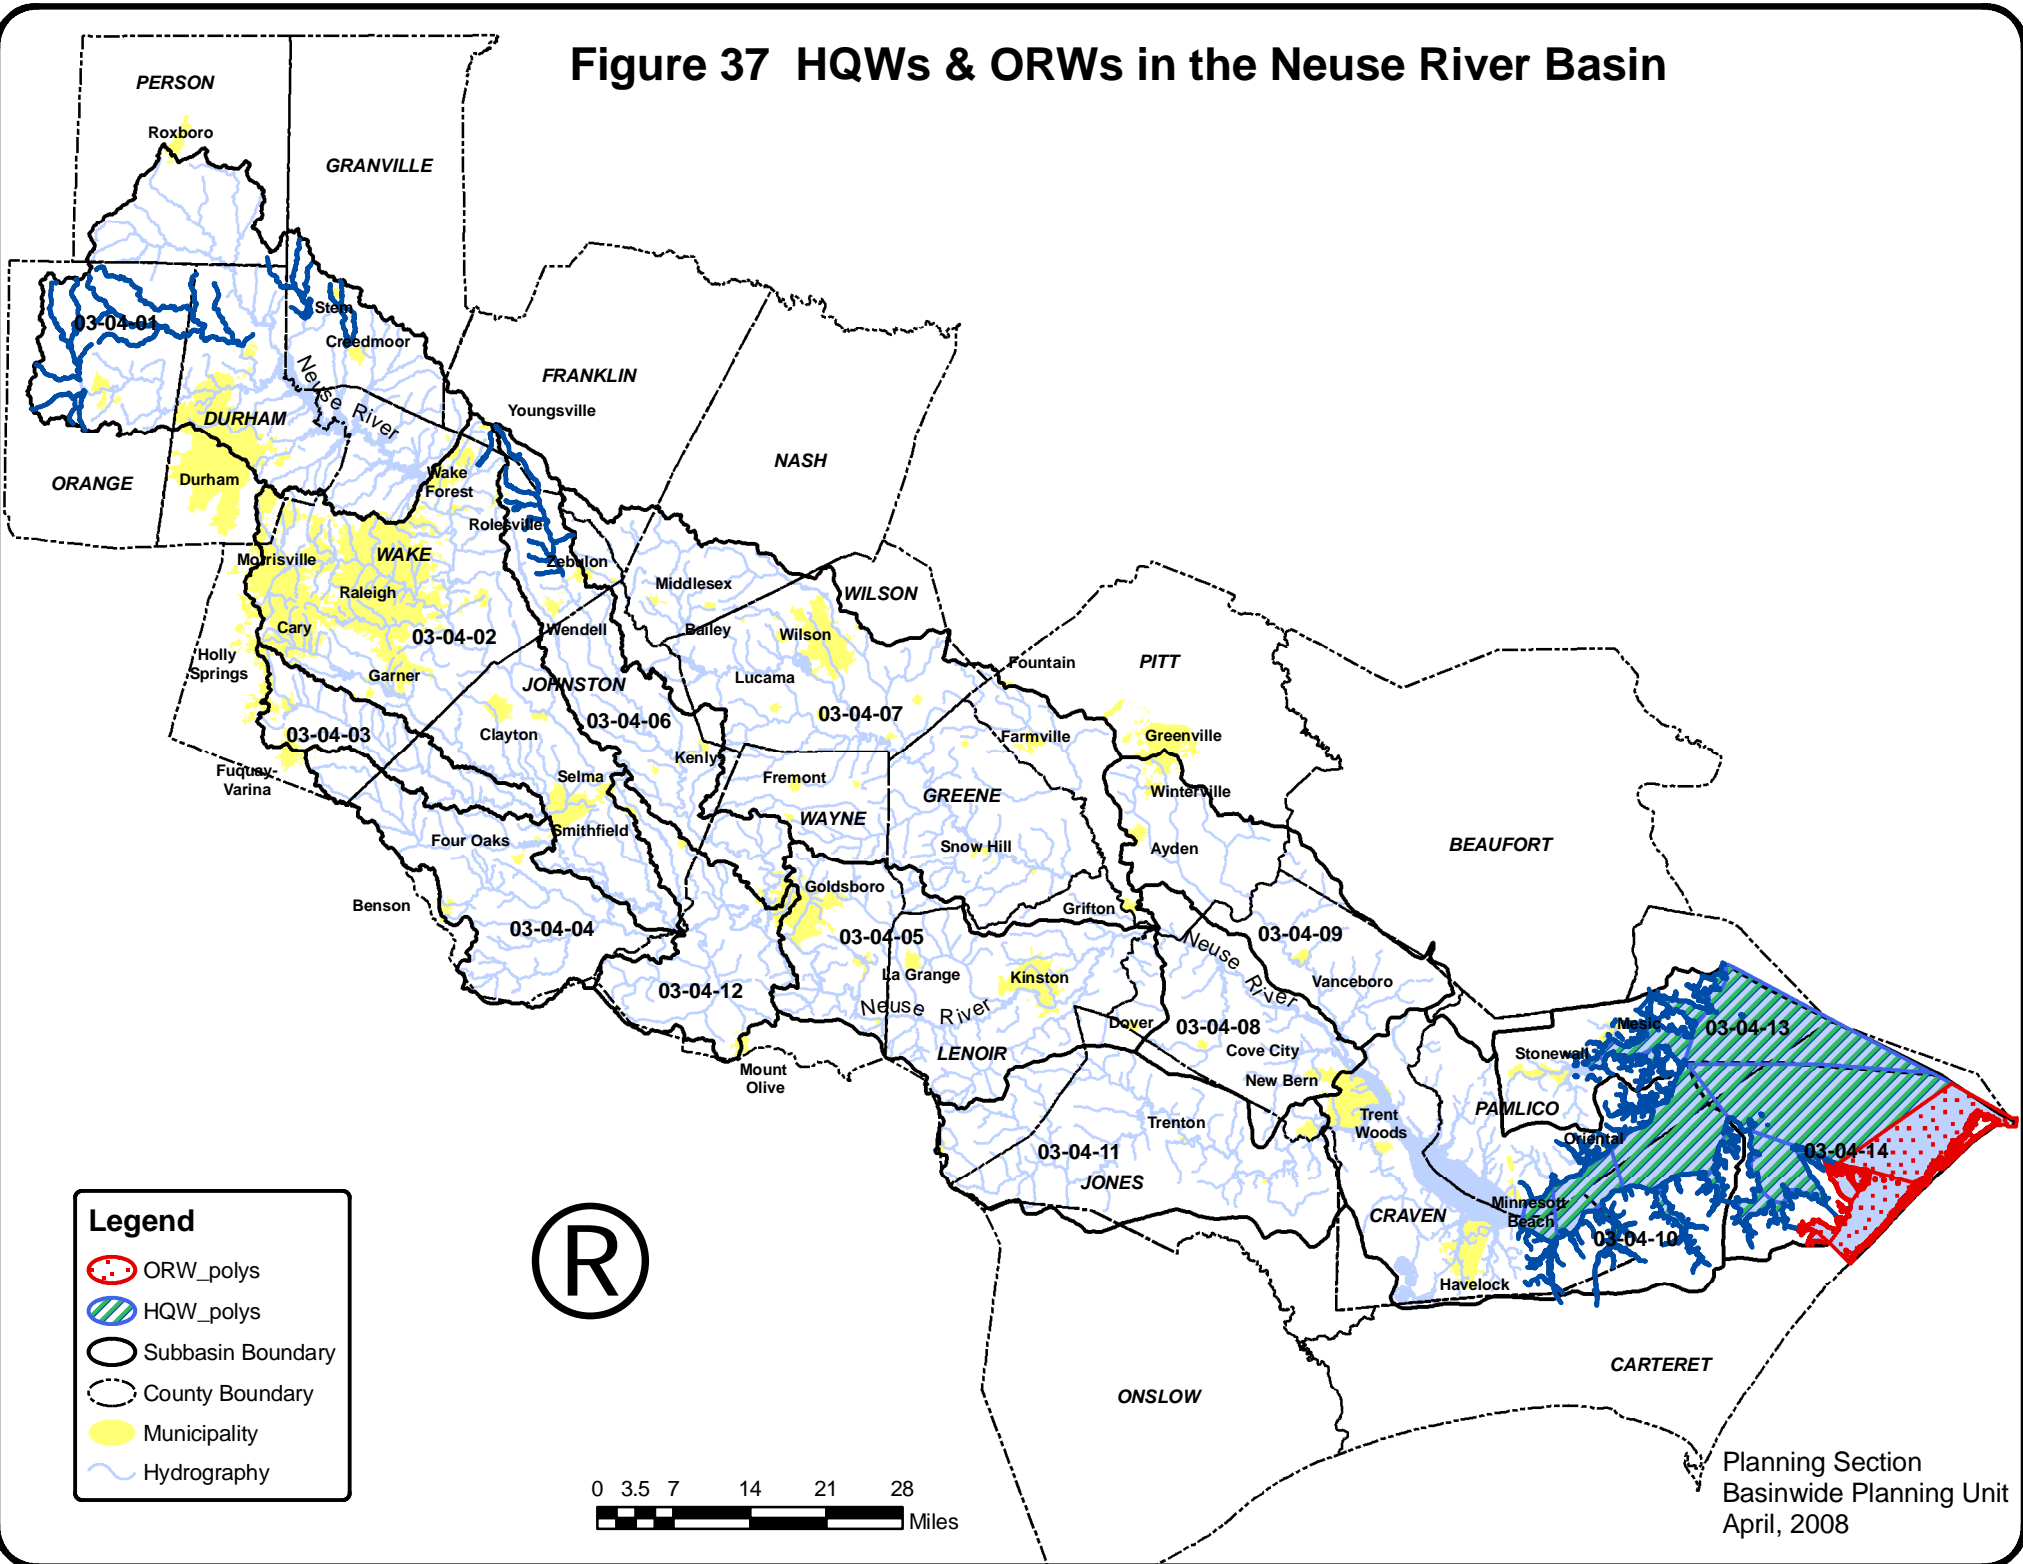 Figure 37 HQWs & ORWs in the Neuse River Basin
PERSON
Roxboro
GRANVILLE
03-04-01
Stem
Creedmoor
Neuse River
FRANKLIN
Youngsville
DURHAM
NASH
ORANGE
Durham
Wake
Forest
Rolesville
Morrisville
WAKE
Zebulon
Middlesex
WILSON
Raleigh
Cary
03-04-02
Wendell
Bailey
Wilson
Holly
Springs
Garner
JOHNSTON
Lucama
Fountain
PITT
03-04-03
Clayton
03-04-06
03-04-07
Farmville
Greenville
Kenly
Fuquay-
Varina
Selma
Fremont
GREENE
Winterville
Four Oaks
Smithfield
WAYNE
Snow Hill
Ayden
BEAUFORT
Benson
Goldsboro
Grifton
03-04-04
03-04-05
03-04-09
La Grange
Kinston
Neuse River
Vanceboro
03-04-12
Neuse River
Dover
03-04-08
Mesic
03-04-13
LENOIR
Cove City
Stonewall
Mount
Olive
New Bern
PAMLICO
Trenton
Trent
Woods
Oriental
03-04-11
03-04-14
JONES
CRAVEN
Minnesott
Beach
03-04-10
Havelock
CARTERET
ONSLOW
Legend
ORW_polys
HQW_polys
Subbasin Boundary
County Boundary
Municipality
Hydrography
R
0 3.5 7 14 21 28
Miles
Planning Section
Basinwide Planning Unit
April, 2008